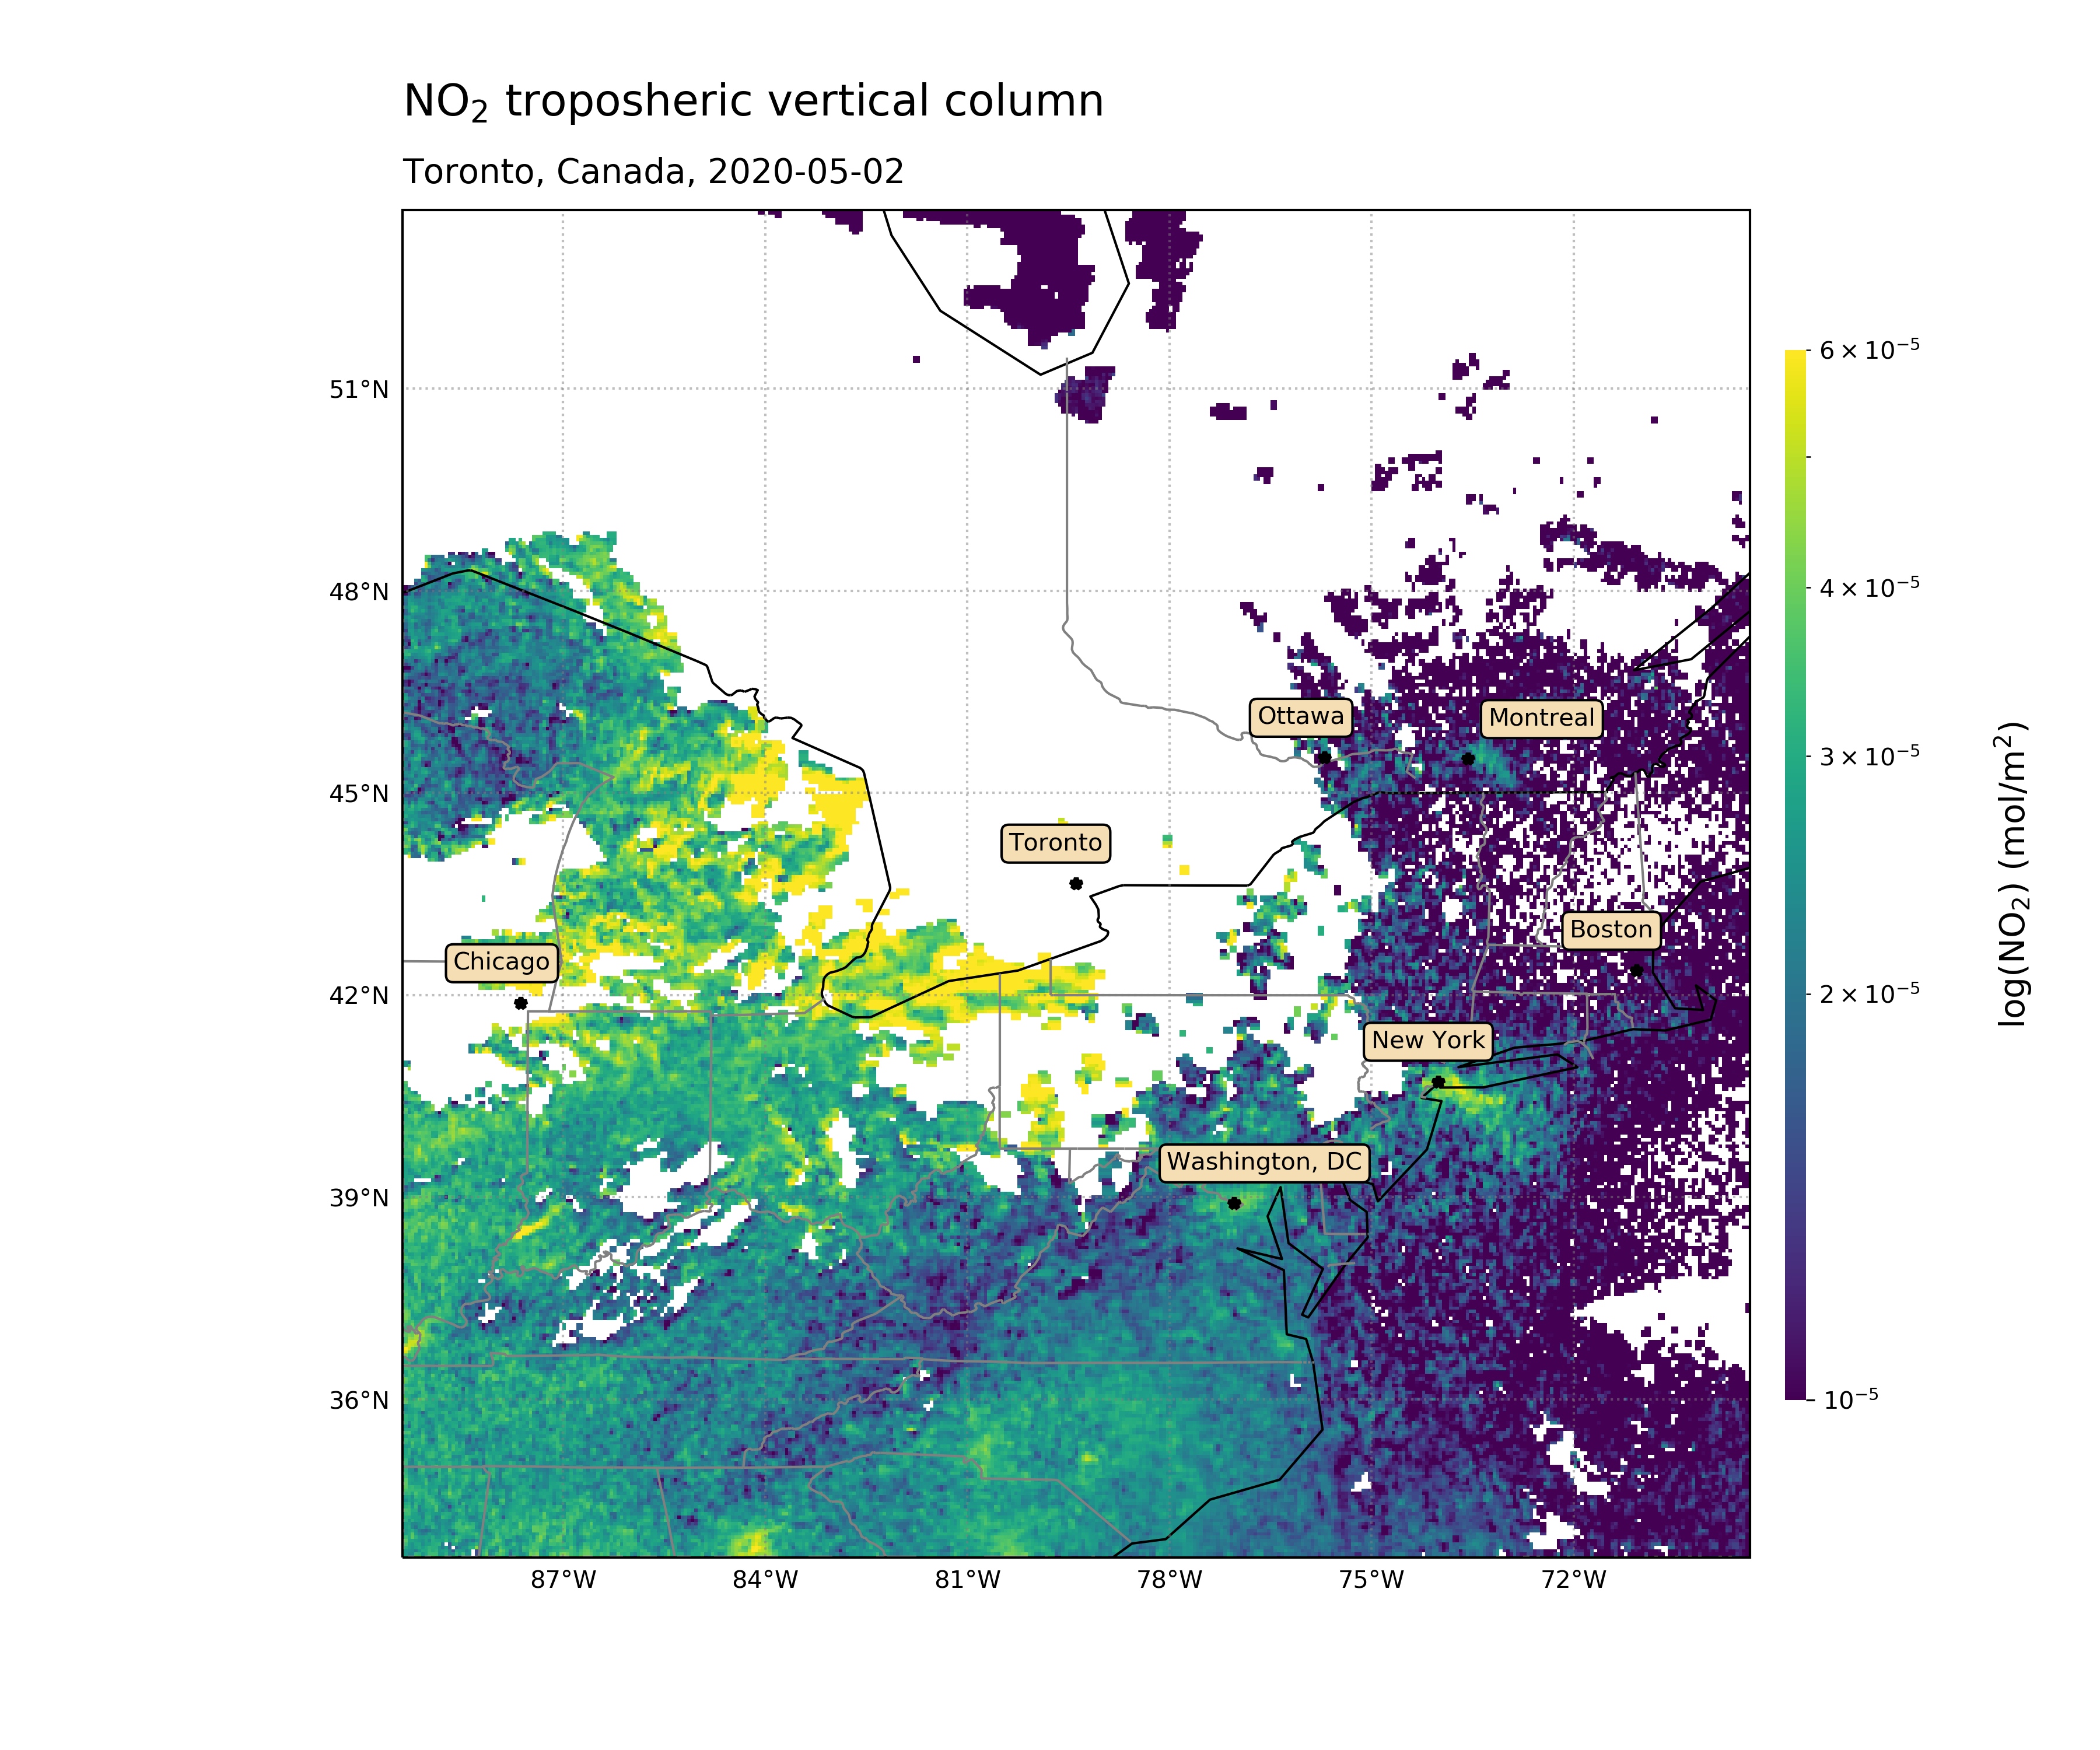 NO₂ troposheric vertical column
Toronto, Canada, 2020-05-02
51°N
48°N
45°N
42°N
39°N
36°N
87°W 84°W 81°W 78°W 75°W 72°W
Ottawa
Montreal
Toronto
Boston
Chicago
New York
Washington, DC
6 × 10⁻⁵
4 × 10⁻⁵
3 × 10⁻⁵
2 × 10⁻⁵
10⁻⁵
log(NO₂) (mol/m²)